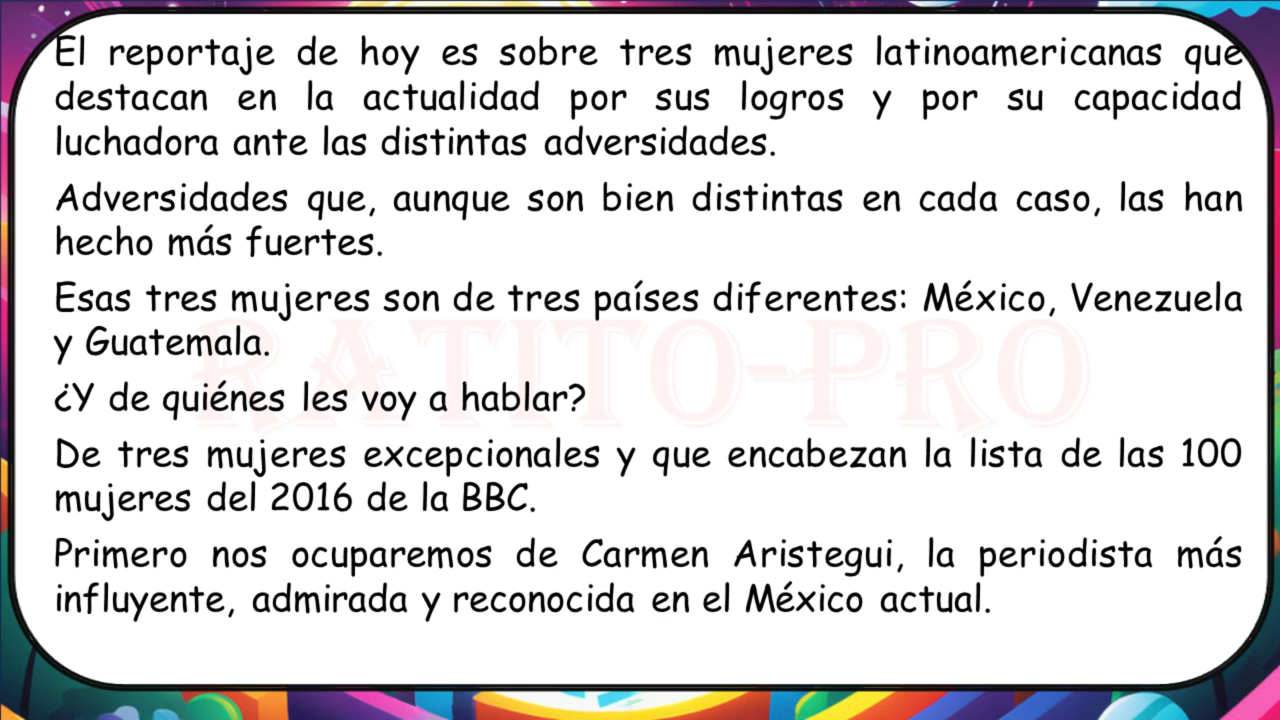 El reportaje de hoy es sobre tres mujeres latinoamericanas que
destacan en la actualidad por sus logros y por su capacidad
luchadora ante las distintas adversidades.
Adversidades que, aunque son bien distintas en cada caso, las han
hecho más fuertes.
Esas tres mujeres son de tres países diferentes: México, Venezuela
y Guatemala.
RATITO-PRO
¿Y de quiénes les voy a hablar?
De tres mujeres excepcionales y que encabezan la lista de las 100
mujeres del 2016 de la BBC.
Primero nos ocuparemos de Carmen Aristegui, la periodista más
influyente, admirada y reconocida en el México actual.